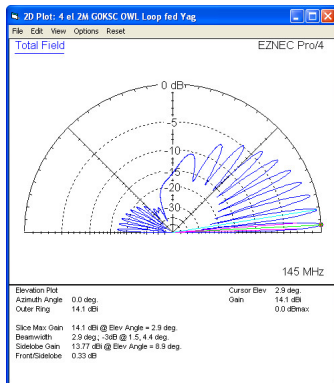 2D Plot: 4 el 2M G0KSC OWL Loop fed Yag
File Edit View Options Reset
Total Field
EZNEC Pro/4
0 dB
-5
-10
-15
-20
-30
145 MHz
Elevation Plot
Azimuth Angle 0.0 deg.
Outer Ring 14.1 dBi
Cursor Elev 2.9 deg.
Gain 14.1 dBi
0.0 dBmax
Slice Max Gain 14.1 dBi @ Elev Angle = 2.9 deg.
Beamwidth 2.9 deg.; -3dB @ 1.5, 4.4 deg.
Sidelobe Gain 13.77 dBi @ Elev Angle = 8.9 deg.
Front/Sidelobe 0.33 dB